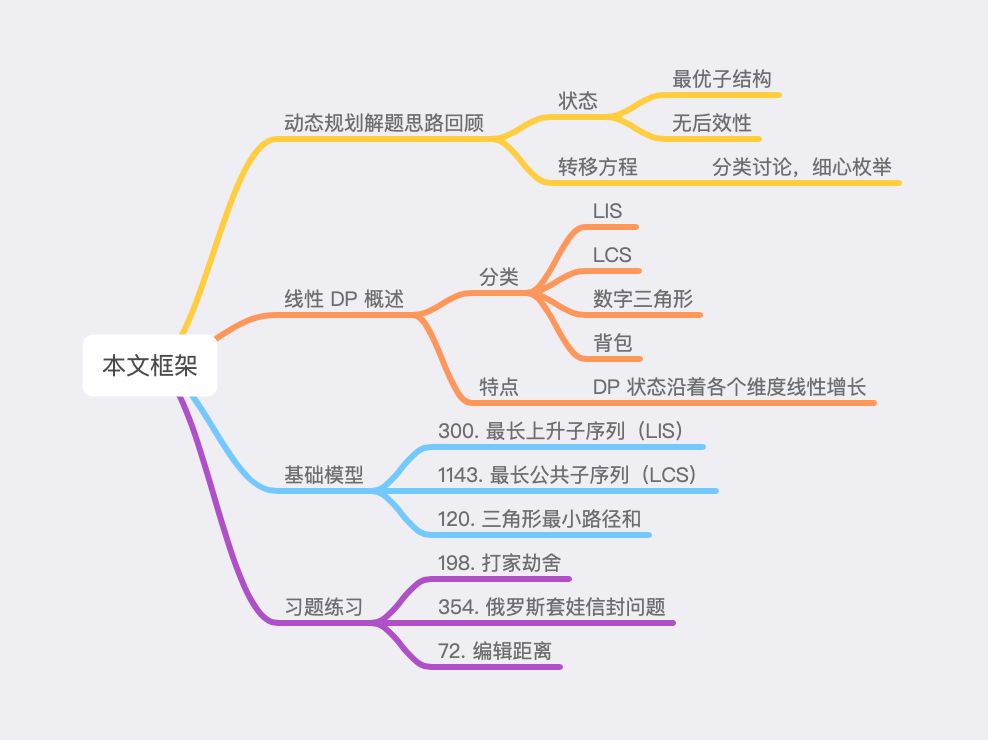 本文框架
动态规划解题思路回顾
状态
最优子结构
无后效性
转移方程
分类讨论，细心枚举
线性 DP 概述
分类
LIS
LCS
数字三角形
背包
特点
DP 状态沿着各个维度线性增长
基础模型
300. 最长上升子序列（LIS）
1143. 最长公共子序列（LCS）
120. 三角形最小路径和
习题练习
198. 打家劫舍
354. 俄罗斯套娃信封问题
72. 编辑距离